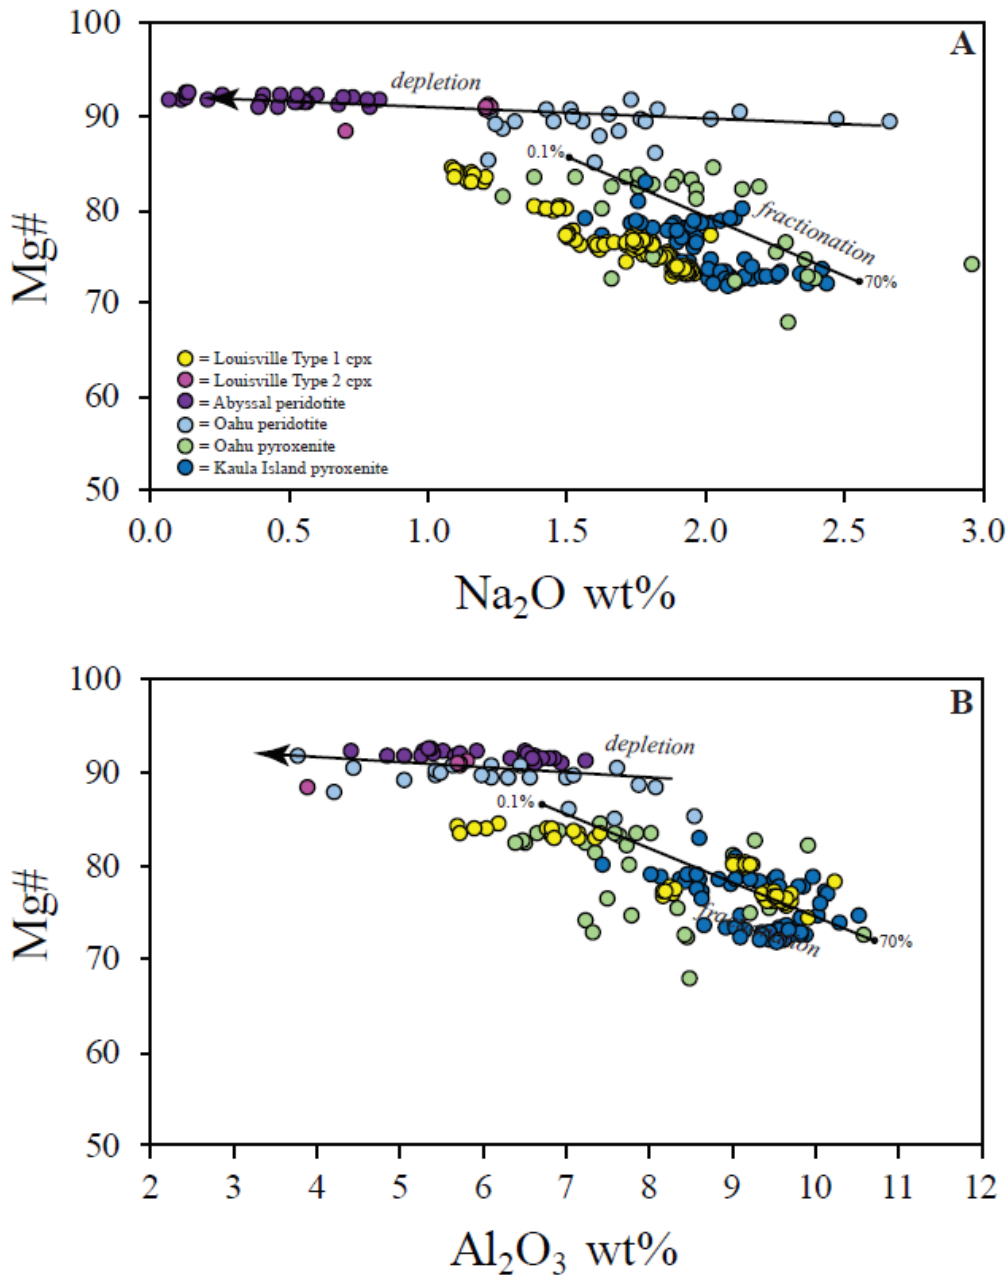 A
100
90
80
70
60
50
Mg#
depletion
0.1%
fractionation
70%
= Louisville Type 1 cpx
= Louisville Type 2 cpx
= Abyssal peridotite
= Oahu peridotite
= Oahu pyroxenite
= Kaula Island pyroxenite
0.0 0.5 1.0 1.5 2.0 2.5 3.0
Na₂O wt%
B
100
90
80
70
60
50
Mg#
depletion
0.1%
fractionation
70%
2 3 4 5 6 7 8 9 10 11 12
Al₂O₃ wt%